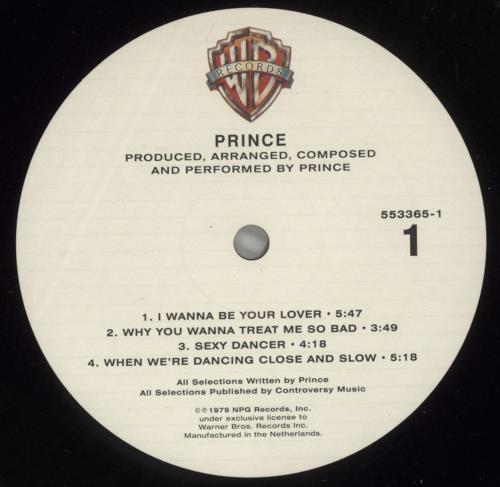 WB
RECORDS
PRINCE
PRODUCED, ARRANGED, COMPOSED
AND PERFORMED BY PRINCE
553365-1
1
1. I WANNA BE YOUR LOVER • 5:47
2. WHY YOU WANNA TREAT ME SO BAD • 3:49
3. SEXY DANCER • 4:18
4. WHEN WE'RE DANCING CLOSE AND SLOW • 5:18
All Selections Written by Prince
All Selections Published by Controversy Music
©℗1979 NPG Records, Inc.
under exclusive license to
Warner Bros. Records Inc.
Manufactured in the Netherlands.